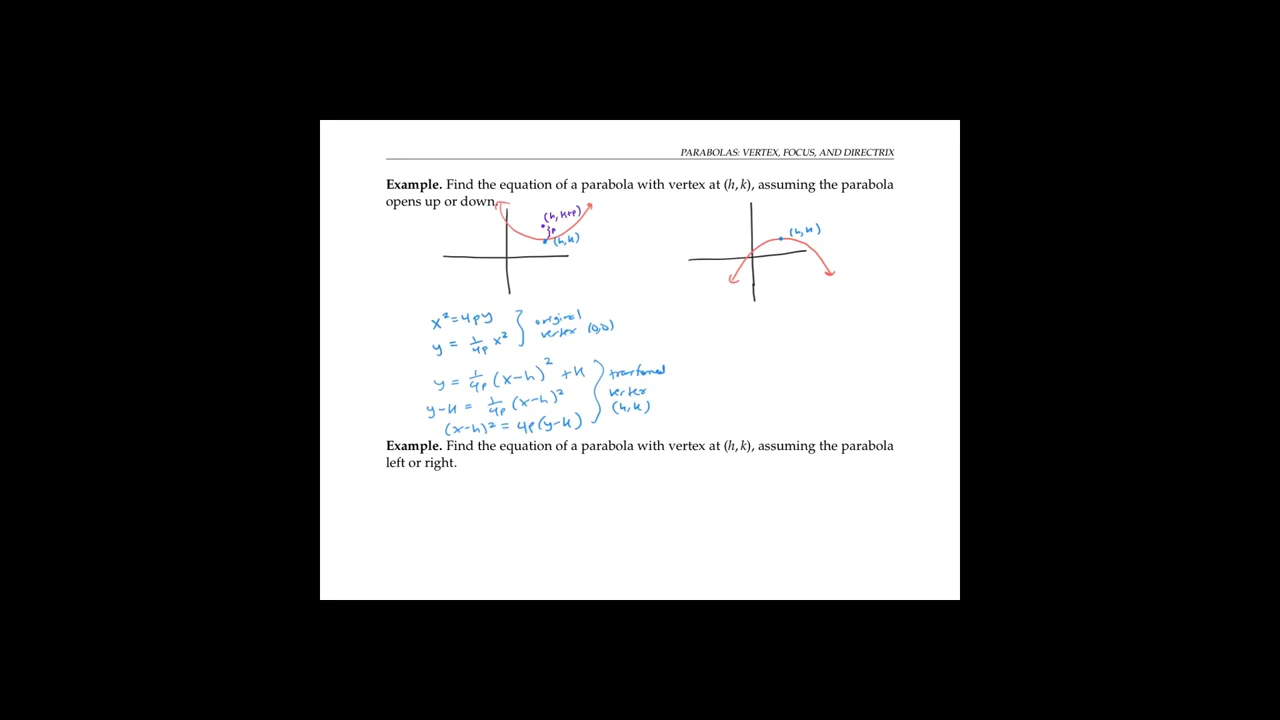 PARABOLAS: VERTEX, FOCUS, AND DIRECTRIX
Example. Find the equation of a parabola with vertex at (h, k), assuming the parabola
opens up or down.
(h, k+p)
}p
(h, k)
(h, k)
x² = 4py
y = 1/4p x²
} original
vertex (0,0)
y = 1/4p (x-h)² + k
y-k = 1/4p (x-h)²
(x-h)² = 4p(y-k)
} transformed
vertex
(h, k)
Example. Find the equation of a parabola with vertex at (h, k), assuming the parabola
left or right.